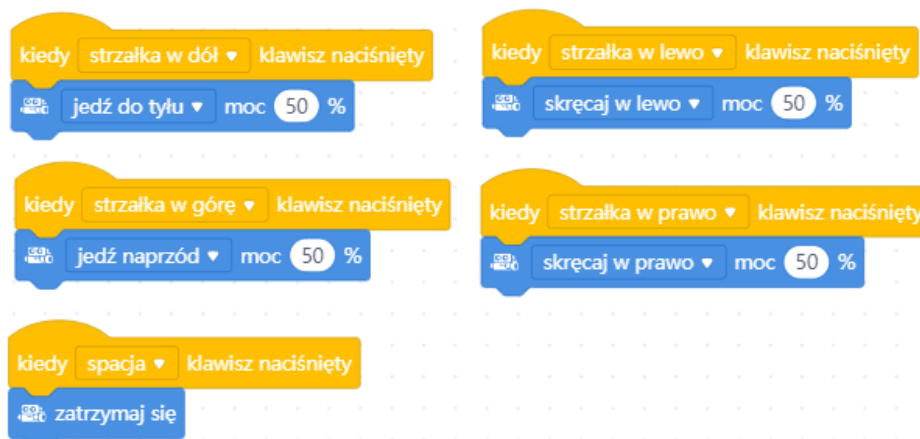 kiedy strzałka w dół klawisz naciśnięty
jedź do tyłu moc 50 %
kiedy strzałka w lewo klawisz naciśnięty
skręcaj w lewo moc 50 %
kiedy strzałka w górę klawisz naciśnięty
jedź naprzód moc 50 %
kiedy strzałka w prawo klawisz naciśnięty
skręcaj w prawo moc 50 %
kiedy spacja klawisz naciśnięty
zatrzymaj się